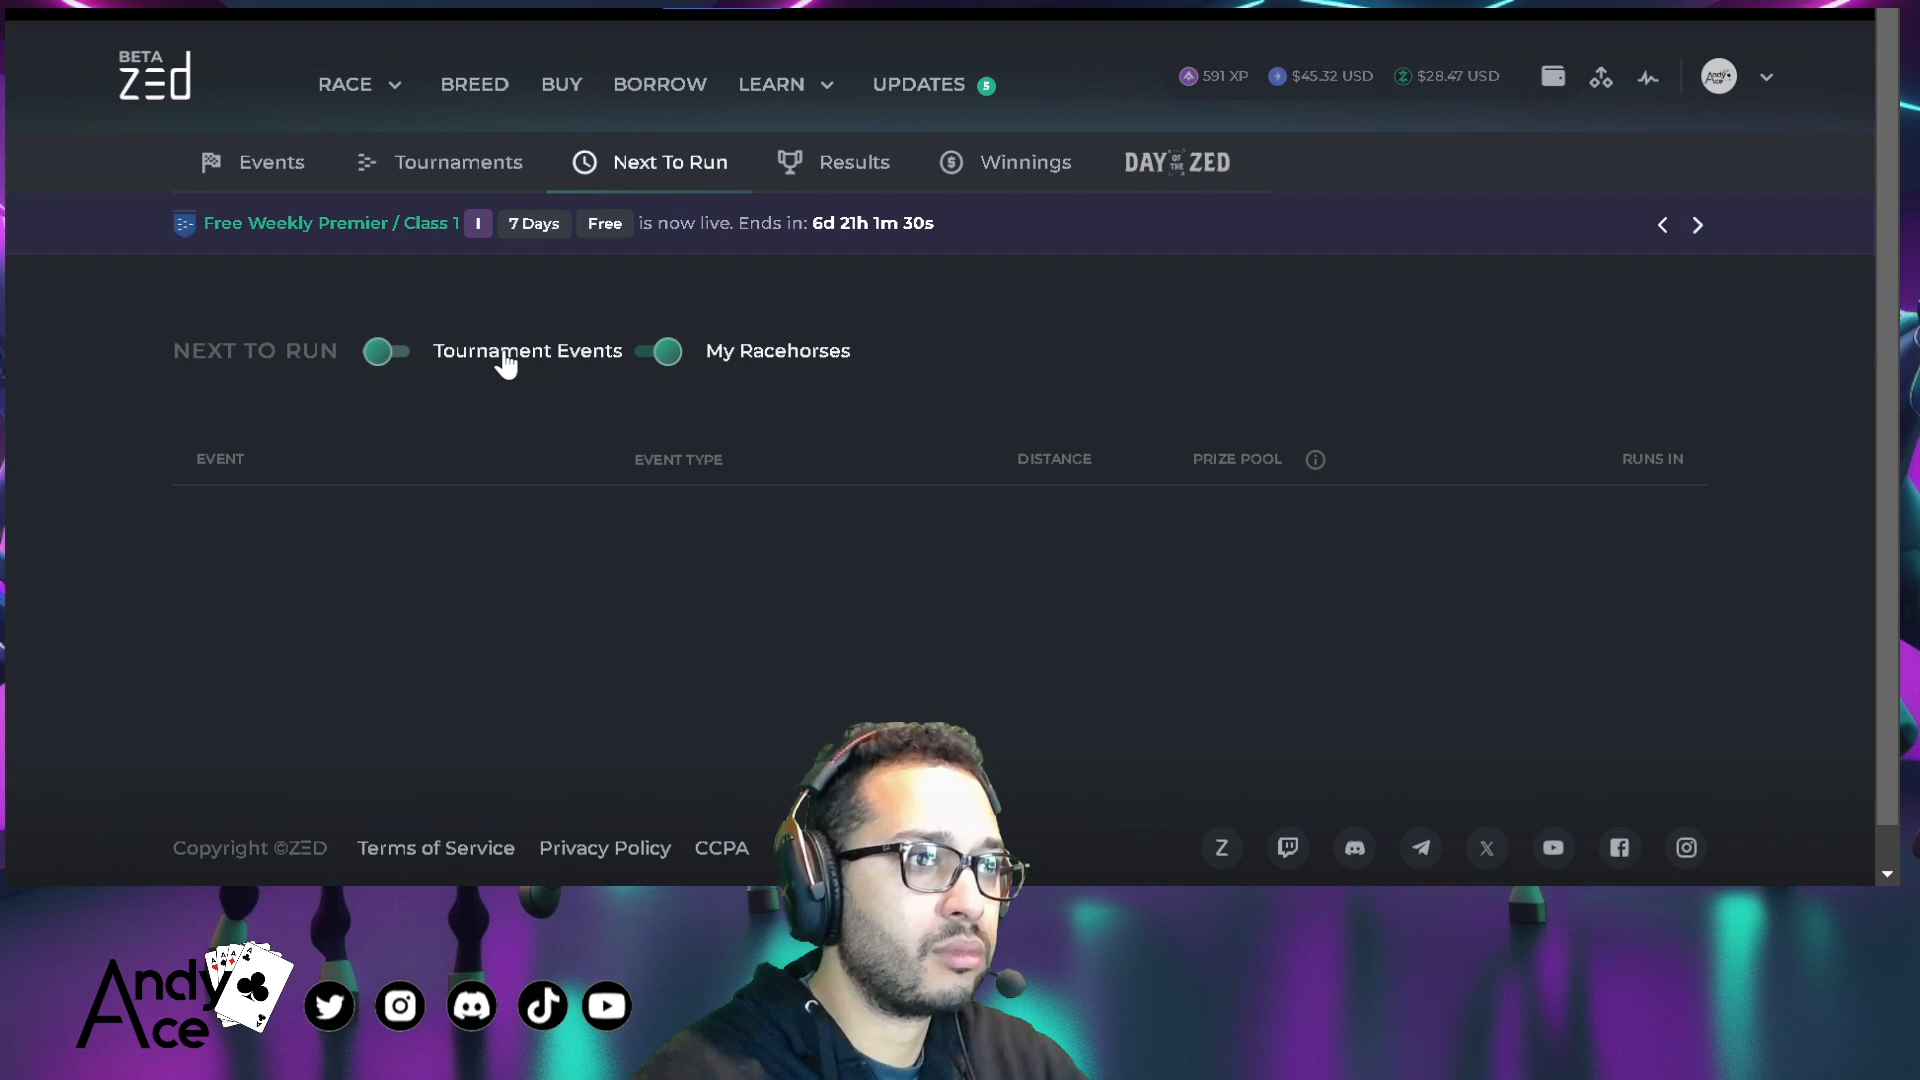 BETA
zed
RACE BREED BUY BORROW LEARN UPDATES 5
591 XP $45.32 USD $28.47 USD
Andy Ace
Events Tournaments Next To Run Results Winnings DAY OF THE ZED
Free Weekly Premier / Class 1 I 7 Days Free is now live. Ends in: 6d 21h 1m 30s
NEXT TO RUN Tournament Events My Racehorses
EVENT EVENT TYPE DISTANCE PRIZE POOL RUNS IN
Copyright ©ZED Terms of Service Privacy Policy CCPA
Andy
Ace